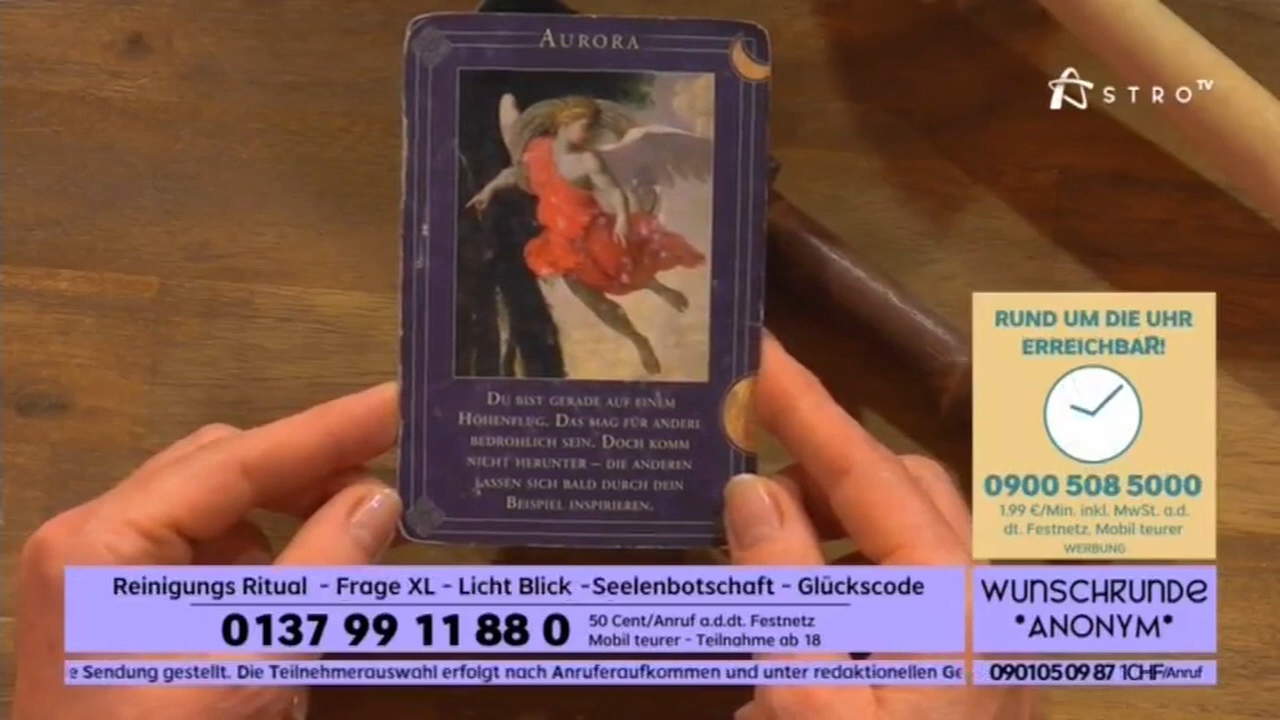 AURORA
ASTRO TV
DU BIST GERADE AUF EINEM
HÖHENFLUG. DAS MAG FÜR ANDERE
BEDROHLICH SEIN. DOCH KOMM
NICHT HERUNTER – DIE ANDEREN
LASSEN SICH BALD DURCH DEIN
BEISPIEL INSPIRIEREN.
RUND UM DIE UHR
ERREICHBAR!
0900 508 5000
1,99 €/Min. inkl. MwSt. a.d.
dt. Festnetz, Mobil teurer
WERBUNG
Reinigungs Ritual - Frage XL - Licht Blick -Seelenbotschaft - Glückscode
0137 99 11 88 0
50 Cent/Anruf a.d.dt. Festnetz
Mobil teurer - Teilnahme ab 18
WUNSCHRUNDE
*ANONYM*
e Sendung gestellt. Die Teilnehmerauswahl erfolgt nach Anruferaufkommen und unter redaktionellen Ge
090105 09 87 1CHF/Anruf